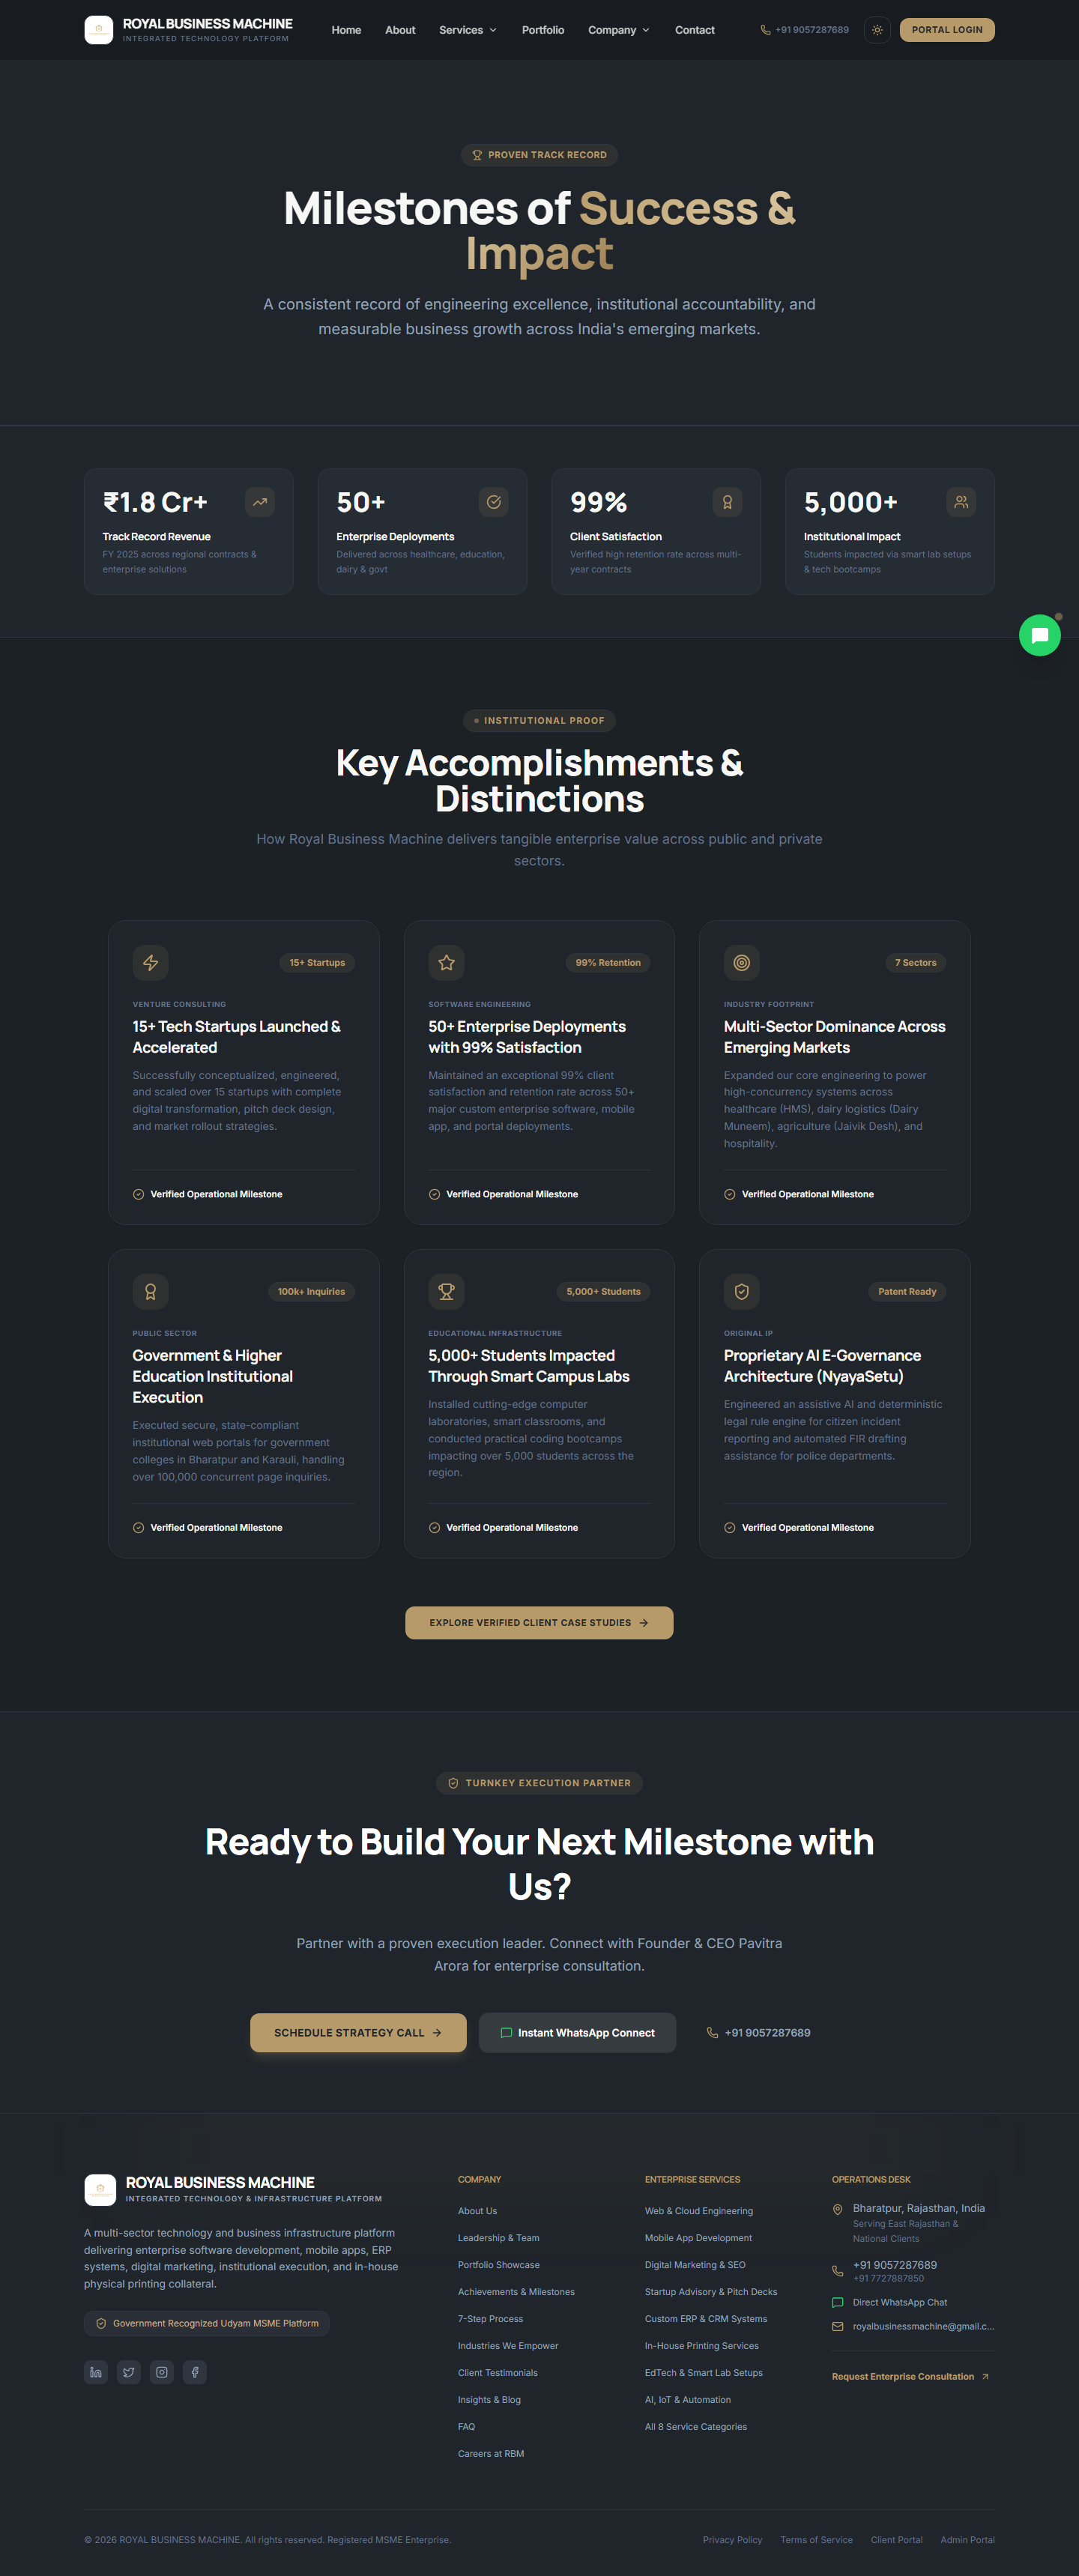 ROYAL BUSINESS MACHINE
INTEGRATED TECHNOLOGY PLATFORM
Home
About
Services
Portfolio
Company
Contact
+91 9057287689
PORTAL LOGIN
PROVEN TRACK RECORD
Milestones of Success &
Impact
A consistent record of engineering excellence, institutional accountability, and
measurable business growth across India's emerging markets.
₹1.8 Cr+
Track Record Revenue
FY 2025 across regional contracts &
enterprise solutions
50+
Enterprise Deployments
Delivered across healthcare, education,
dairy & govt
99%
Client Satisfaction
Verified high retention rate across multi-
year contracts
5,000+
Institutional Impact
Students impacted via smart lab setups
& tech bootcamps
INSTITUTIONAL PROOF
Key Accomplishments &
Distinctions
How Royal Business Machine delivers tangible enterprise value across public and private
sectors.
15+ Startups
VENTURE CONSULTING
15+ Tech Startups Launched &
Accelerated
Successfully conceptualized, engineered,
and scaled over 15 startups with complete
digital transformation, pitch deck design,
and market rollout strategies.
Verified Operational Milestone
99% Retention
SOFTWARE ENGINEERING
50+ Enterprise Deployments
with 99% Satisfaction
Maintained an exceptional 99% client
satisfaction and retention rate across 50+
major custom enterprise software, mobile
app, and portal deployments.
Verified Operational Milestone
7 Sectors
INDUSTRY FOOTPRINT
Multi-Sector Dominance Across
Emerging Markets
Expanded our core engineering to power
high-concurrency systems across
healthcare (HMS), dairy logistics (Dairy
Muneem), agriculture (Jaivik Desh), and
hospitality.
Verified Operational Milestone
100k+ Inquiries
PUBLIC SECTOR
Government & Higher
Education Institutional
Execution
Executed secure, state-compliant
institutional web portals for government
colleges in Bharatpur and Karauli, handling
over 100,000 concurrent page inquiries.
Verified Operational Milestone
5,000+ Students
EDUCATIONAL INFRASTRUCTURE
5,000+ Students Impacted
Through Smart Campus Labs
Installed cutting-edge computer
laboratories, smart classrooms, and
conducted practical coding bootcamps
impacting over 5,000 students across the
region.
Verified Operational Milestone
Patent Ready
ORIGINAL IP
Proprietary AI E-Governance
Architecture (NyayaSetu)
Engineered an assistive AI and deterministic
legal rule engine for citizen incident
reporting and automated FIR drafting
assistance for police departments.
Verified Operational Milestone
EXPLORE VERIFIED CLIENT CASE STUDIES
TURNKEY EXECUTION PARTNER
Ready to Build Your Next Milestone with
Us?
Partner with a proven execution leader. Connect with Founder & CEO Pavitra
Arora for enterprise consultation.
SCHEDULE STRATEGY CALL
Instant WhatsApp Connect
+91 9057287689
ROYAL BUSINESS MACHINE
INTEGRATED TECHNOLOGY & INFRASTRUCTURE PLATFORM
A multi-sector technology and business infrastructure platform
delivering enterprise software development, mobile apps, ERP
systems, digital marketing, institutional execution, and in-house
physical printing collateral.
Government Recognized Udyam MSME Platform
COMPANY
About Us
Leadership & Team
Portfolio Showcase
Achievements & Milestones
7-Step Process
Industries We Empower
Client Testimonials
Insights & Blog
FAQ
Careers at RBM
ENTERPRISE SERVICES
Web & Cloud Engineering
Mobile App Development
Digital Marketing & SEO
Startup Advisory & Pitch Decks
Custom ERP & CRM Systems
In-House Printing Services
EdTech & Smart Lab Setups
AI, IoT & Automation
All 8 Service Categories
OPERATIONS DESK
Bharatpur, Rajasthan, India
Serving East Rajasthan &
National Clients
+91 9057287689
+91 7727887850
Direct WhatsApp Chat
royalbusinessmachine@gmail.c...
Request Enterprise Consultation
© 2026 ROYAL BUSINESS MACHINE. All rights reserved. Registered MSME Enterprise.
Privacy Policy
Terms of Service
Client Portal
Admin Portal